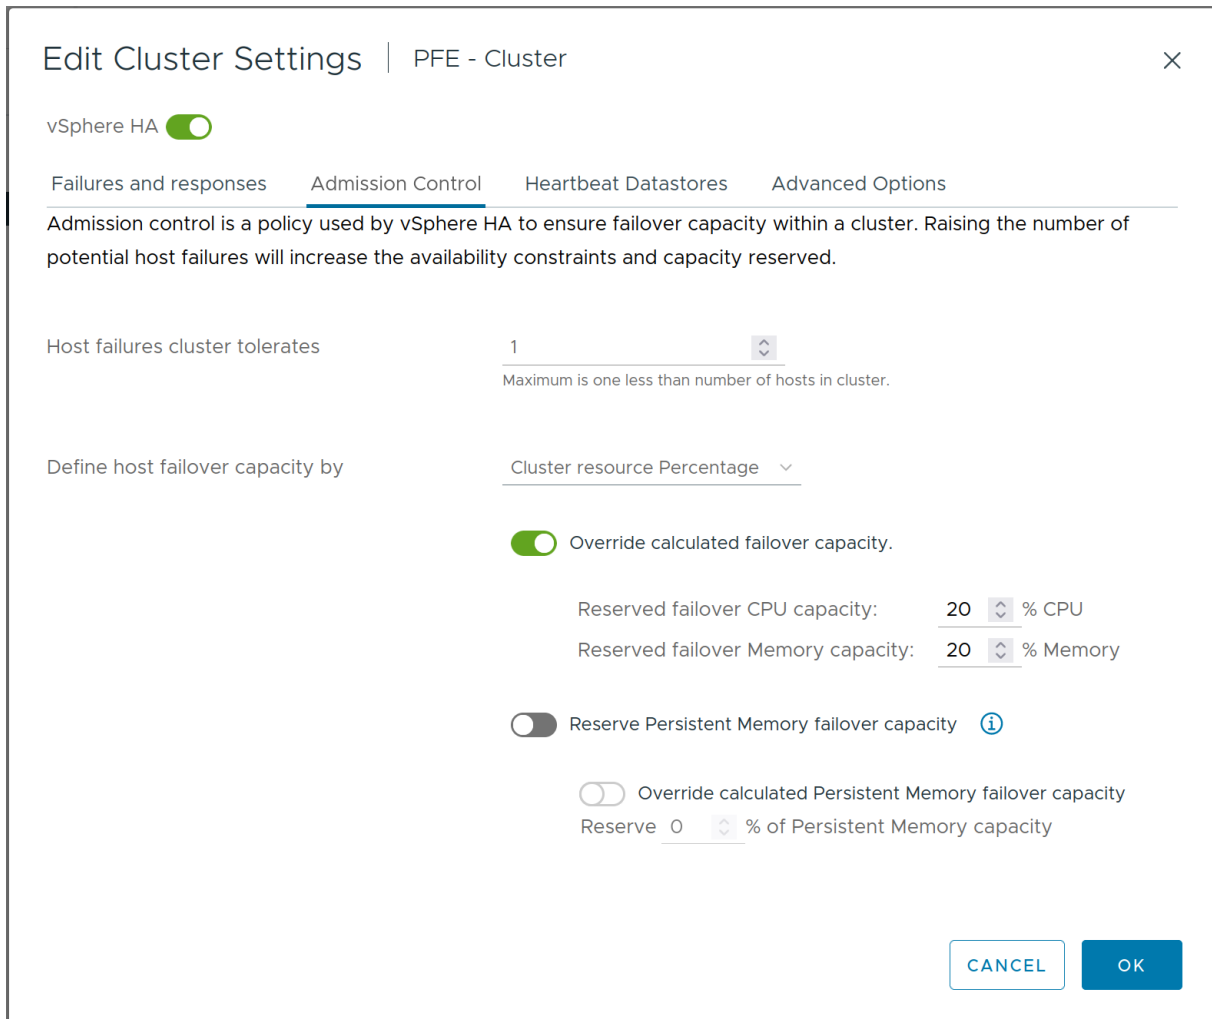 Edit Cluster Settings | PFE - Cluster
vSphere HA
Failures and responses Admission Control Heartbeat Datastores Advanced Options
Admission control is a policy used by vSphere HA to ensure failover capacity within a cluster. Raising the number of
potential host failures will increase the availability constraints and capacity reserved.
Host failures cluster tolerates 1
Maximum is one less than number of hosts in cluster.
Define host failover capacity by Cluster resource Percentage
Override calculated failover capacity.
Reserved failover CPU capacity: 20 % CPU
Reserved failover Memory capacity: 20 % Memory
Reserve Persistent Memory failover capacity
Override calculated Persistent Memory failover capacity
Reserve 0 % of Persistent Memory capacity
CANCEL OK